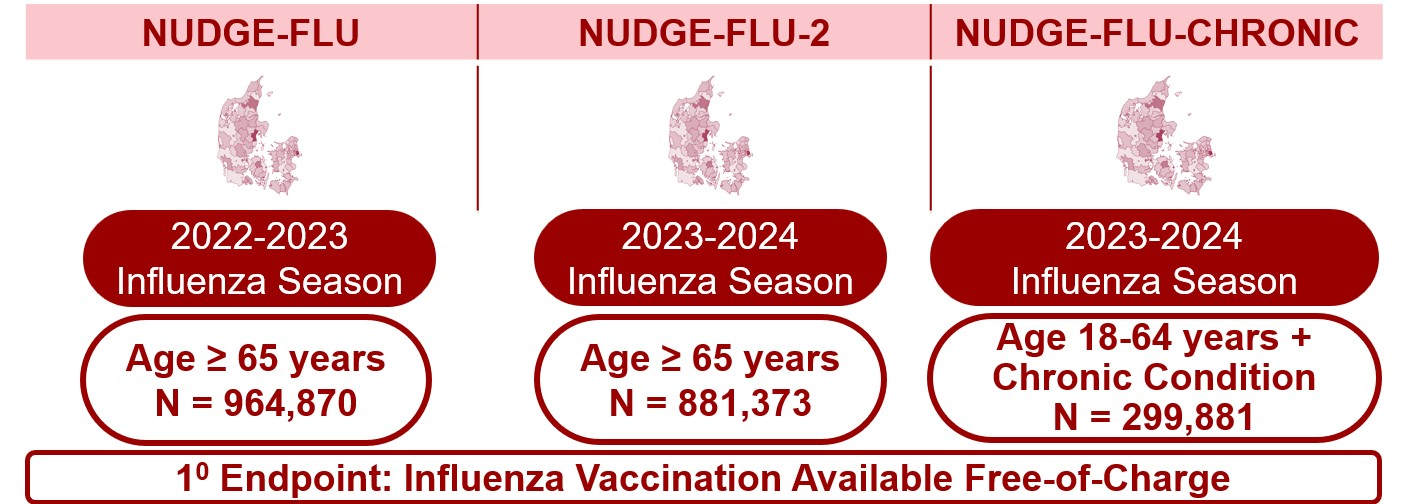 NUDGE-FLU
NUDGE-FLU-2
NUDGE-FLU-CHRONIC
2022-2023
Influenza Season
2023-2024
Influenza Season
2023-2024
Influenza Season
Age ≥ 65 years
N = 964,870
Age ≥ 65 years
N = 881,373
Age 18-64 years +
Chronic Condition
N = 299,881
1⁰ Endpoint: Influenza Vaccination Available Free-of-Charge